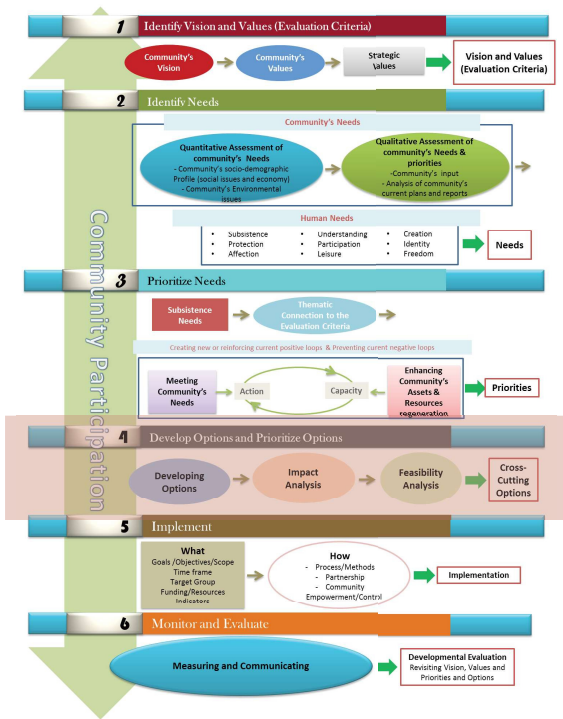 1 Identify Vision and Values (Evaluation Criteria)
Community's
Vision
Community's
Values
Strategic
Values
Vision and Values
(Evaluation Criteria)
2 Identify Needs
Community's Needs
Quantitative Assessment of
community's Needs
- Community's socio-demographic
Profile (social issues and economy)
- Community's Environmental
issues
Qualitative Assessment of
community's Needs &
priorities
-Community's input
- Analysis of community's
current plans and reports
Human Needs
• Subsistence
• Protection
• Affection
• Understanding
• Participation
• Leisure
• Creation
• Identity
• Freedom
Needs
3 Prioritize Needs
Subsistence
Needs
Thematic
Connection to the
Evaluation Criteria
Creating new or reinforcing current positive loops & Preventing curent negative loops
Meeting
Community's
Needs
Action
Capacity
Enhancing
Community's
Assets &
Resources
regeneration
Priorities
4 Develop Options and Prioritize Options
Developing
Options
Impact
Analysis
Feasibility
Analysis
Cross-
Cutting
Options
5 Implement
What
Goals /Objectives/Scope
Time frame
Target Group
Funding/Resources
Indicators
How
- Process/Methods
- Partnership
- Community
Empowerment/Control
Implementation
6 Monitor and Evaluate
Measuring and Communicating
Developmental Evaluation
Revisiting Vision, Values and
Priorities and Options
Community Participation